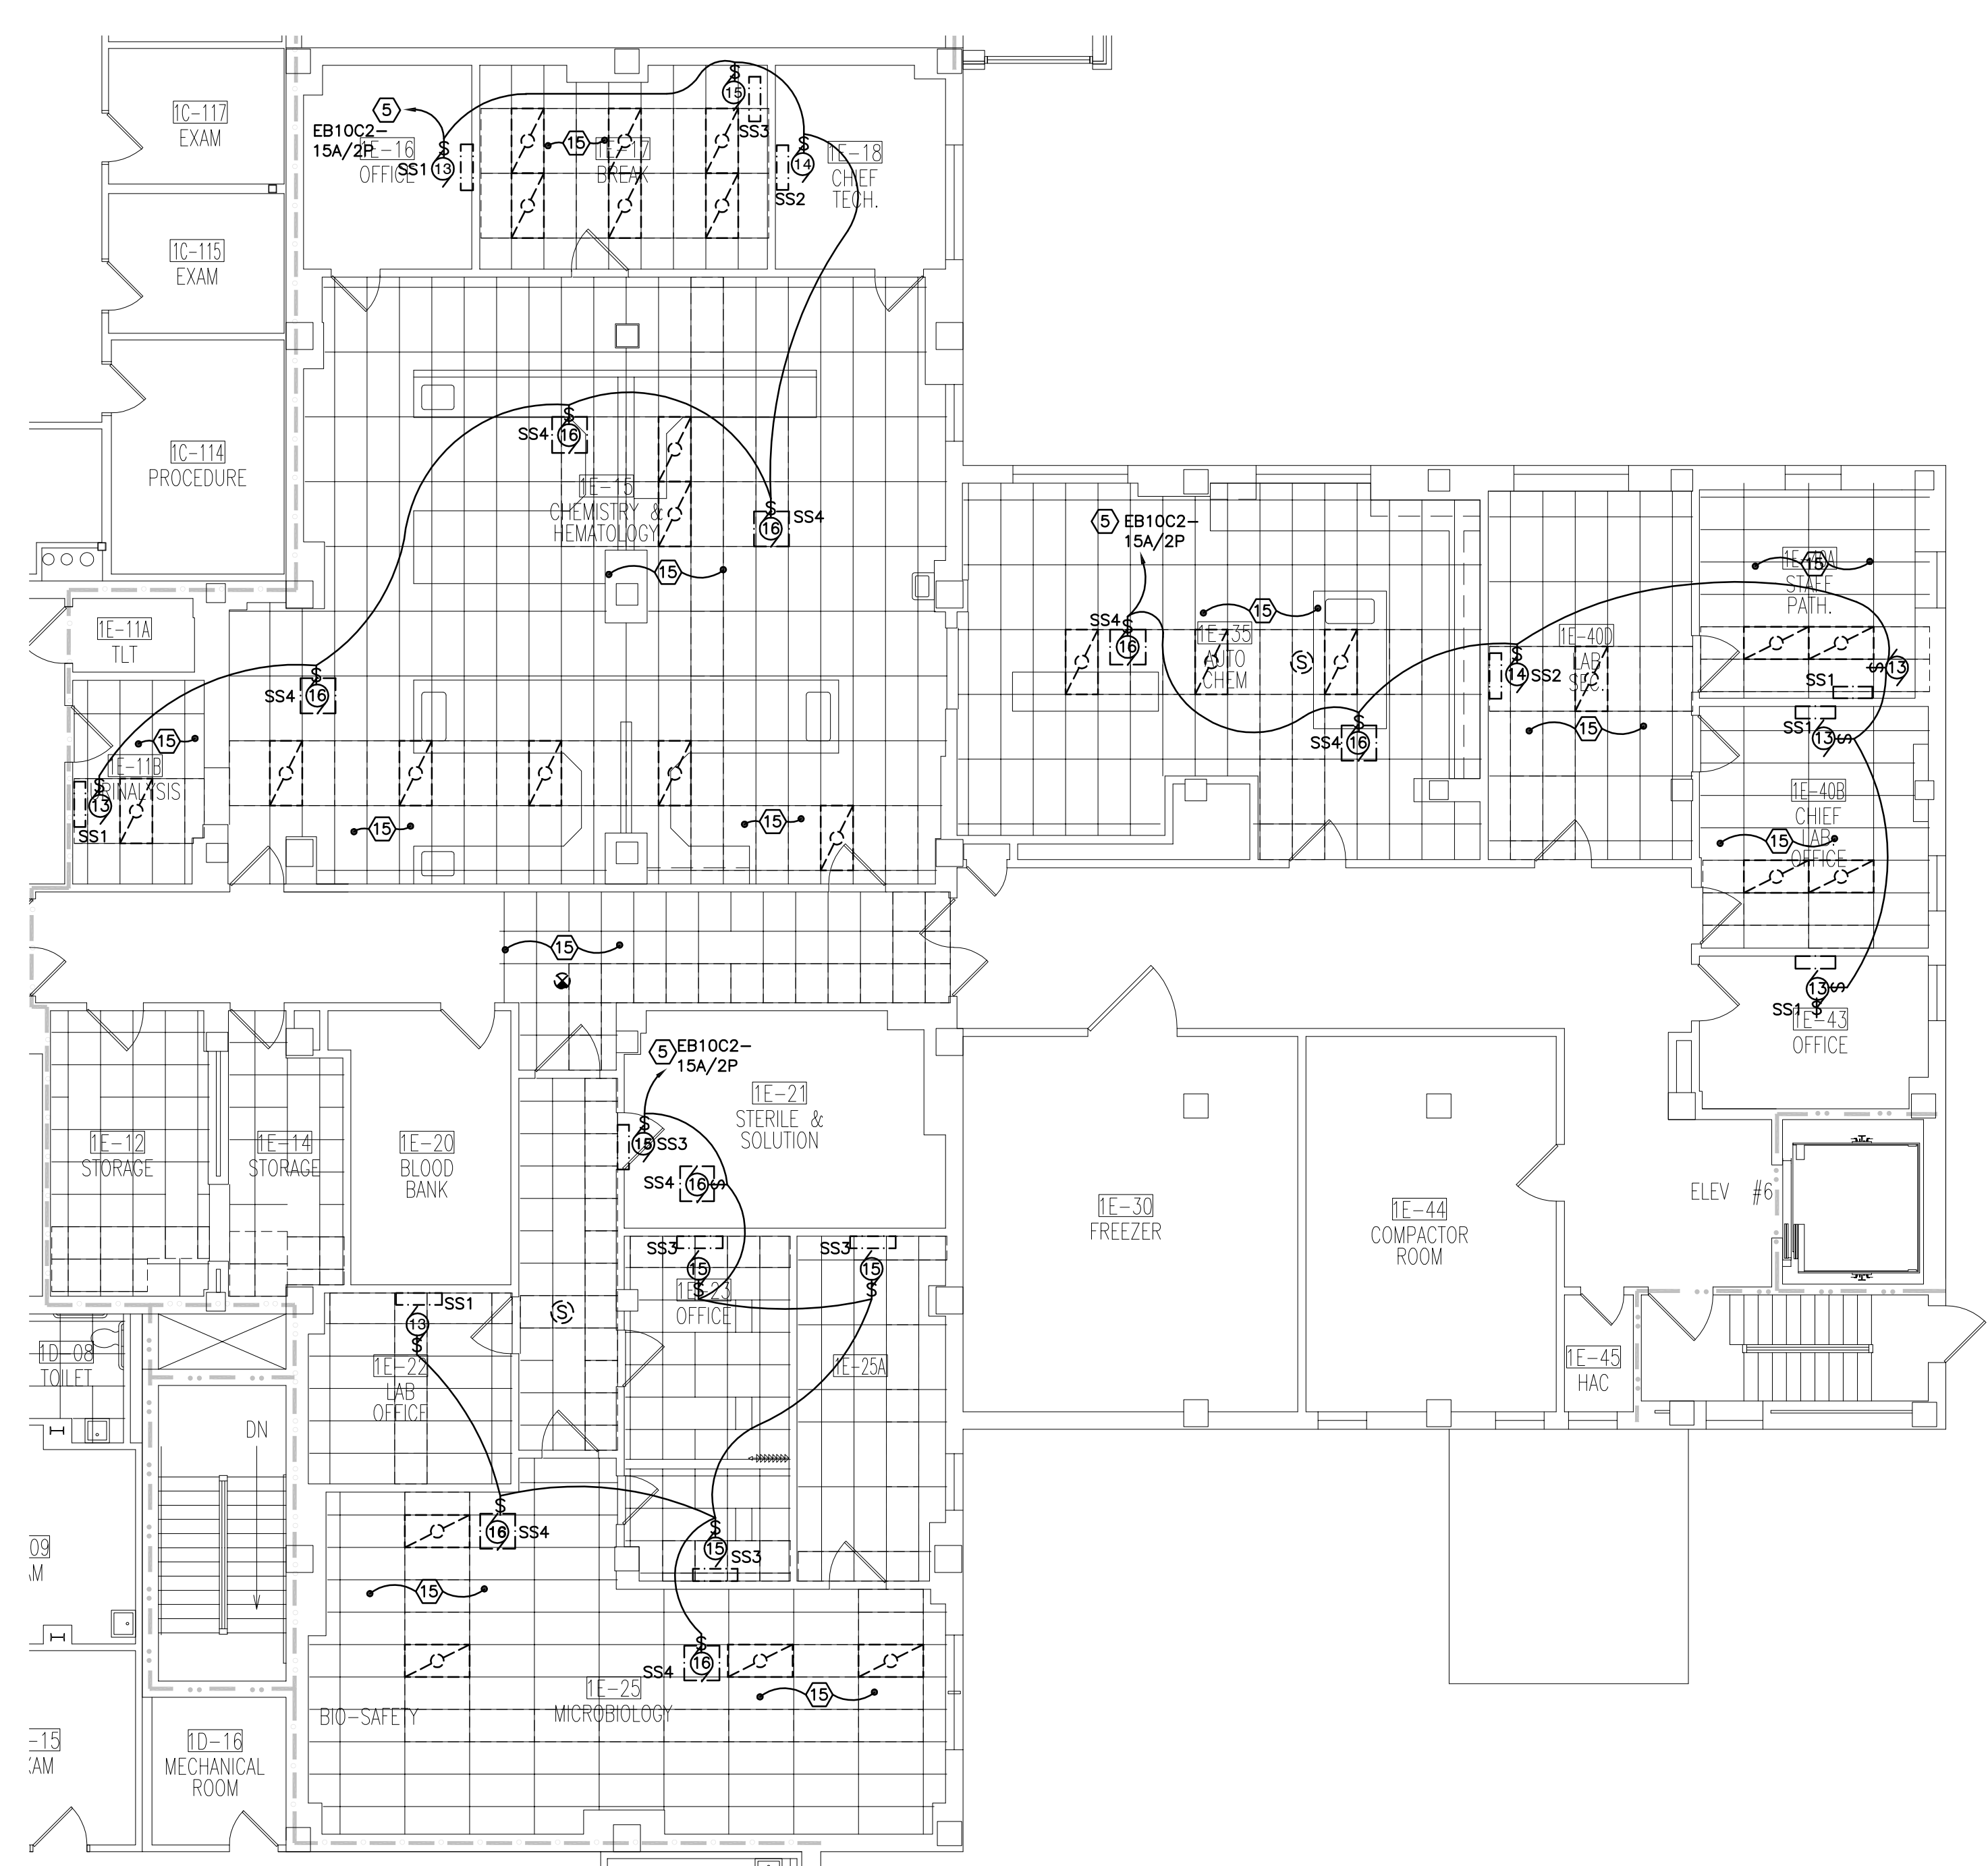 1C-117
EXAM
5
EB10C2-
15A/2P
1E-16
OFFICE
SS1
13
15
1E-17
BREAK
15
SS3
14
SS2
1E-18
CHIEF
TECH.
1C-115
EXAM
1C-114
PROCEDURE
SS4
16
1E-15
CHEMISTRY &
HEMATOLOGY
16
SS4
15
5
EB10C2-
15A/2P
SS4
16
15
1E-35
AUTO
CHEM
S
SS4
16
14
SS2
1E-40D
LAB
SEC.
15
1E-40A
STAFF
PATH.
15
13
SS1
SS1
13
1E-40B
CHIEF
LAB.
OFFICE
15
13
SS1
1E-43
OFFICE
1E-11A
TLT
SS4
16
15
1E-11B
URINALYSIS
13
SS1
15
15
15
5
EB10C2-
15A/2P
1E-21
STERILE &
SOLUTION
15
SS3
SS4
16
1E-12
STORAGE
1E-14
STORAGE
1E-20
BLOOD
BANK
1E-30
FREEZER
1E-44
COMPACTOR
ROOM
ELEV #6
SS3
15
1E-23
OFFICE
SS3
15
1E-25A
SS1
13
1E-22
LAB
OFFICE
S
1D-08
TOILET
DN
1E-45
HAC
16
SS4
15
SS3
15
09
AM
SS4
16
15
1E-25
MICROBIOLOGY
BIO-SAFETY
-15
XAM
1D-16
MECHANICAL
ROOM